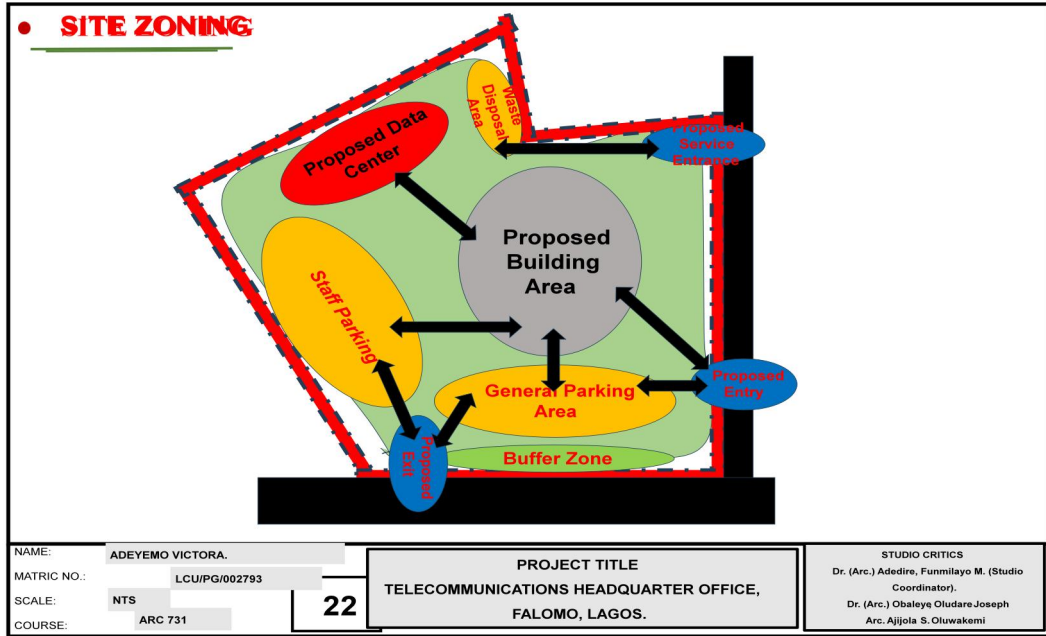 SITE ZONING
Waste
Disposal
Area
Proposed
Service
Entrance
Proposed Data
Center
Proposed
Building
Area
Staff Parking
Proposed
Entry
General Parking
Area
Proposed
Exit
Buffer Zone
NAME:
ADEYEMO VICTORA.
MATRIC NO.:
LCU/PG/002793
SCALE:
NTS
COURSE:
ARC 731
22
PROJECT TITLE
TELECOMMUNICATIONS HEADQUARTER OFFICE,
FALOMO, LAGOS.
STUDIO CRITICS
Dr. (Arc.) Adedire, Funmilayo M. (Studio
Coordinator).
Dr. (Arc.) Obaleye Oludare Joseph
Arc. Ajijola S. Oluwakemi